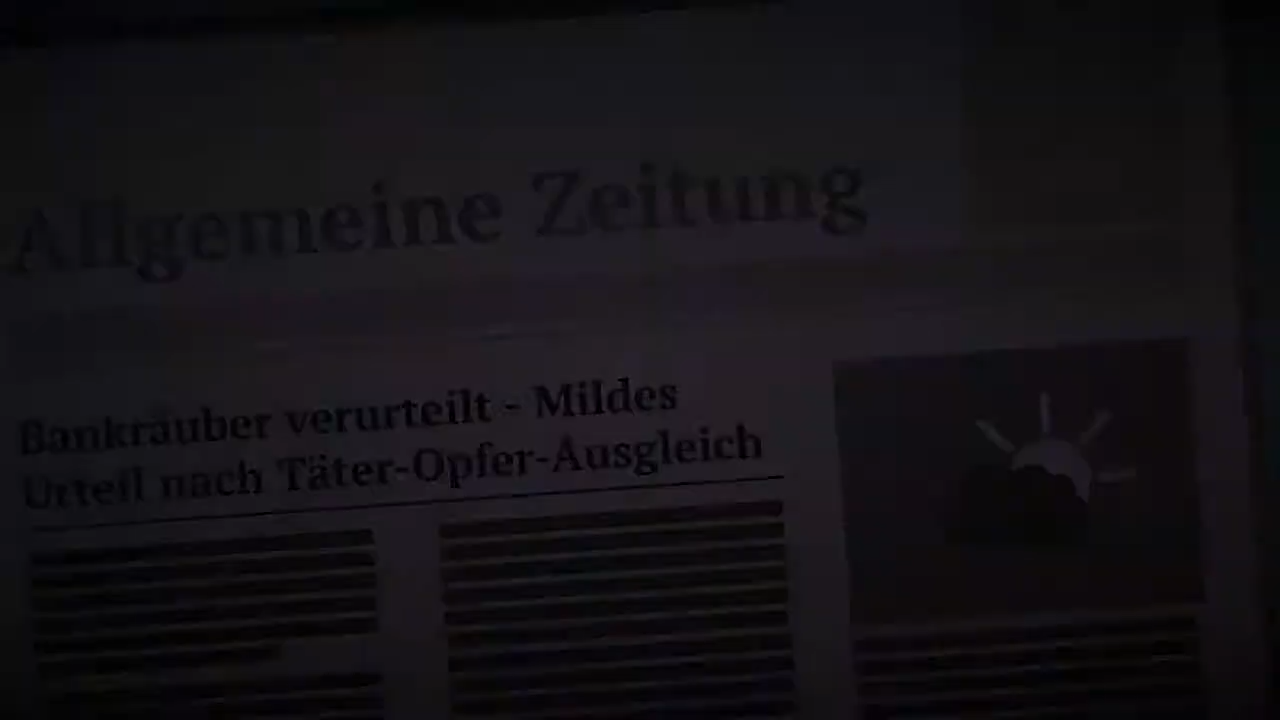 Allgemeine Zeitung
Bankräuber verurteilt - Mildes
Urteil nach Täter-Opfer-Ausgleich